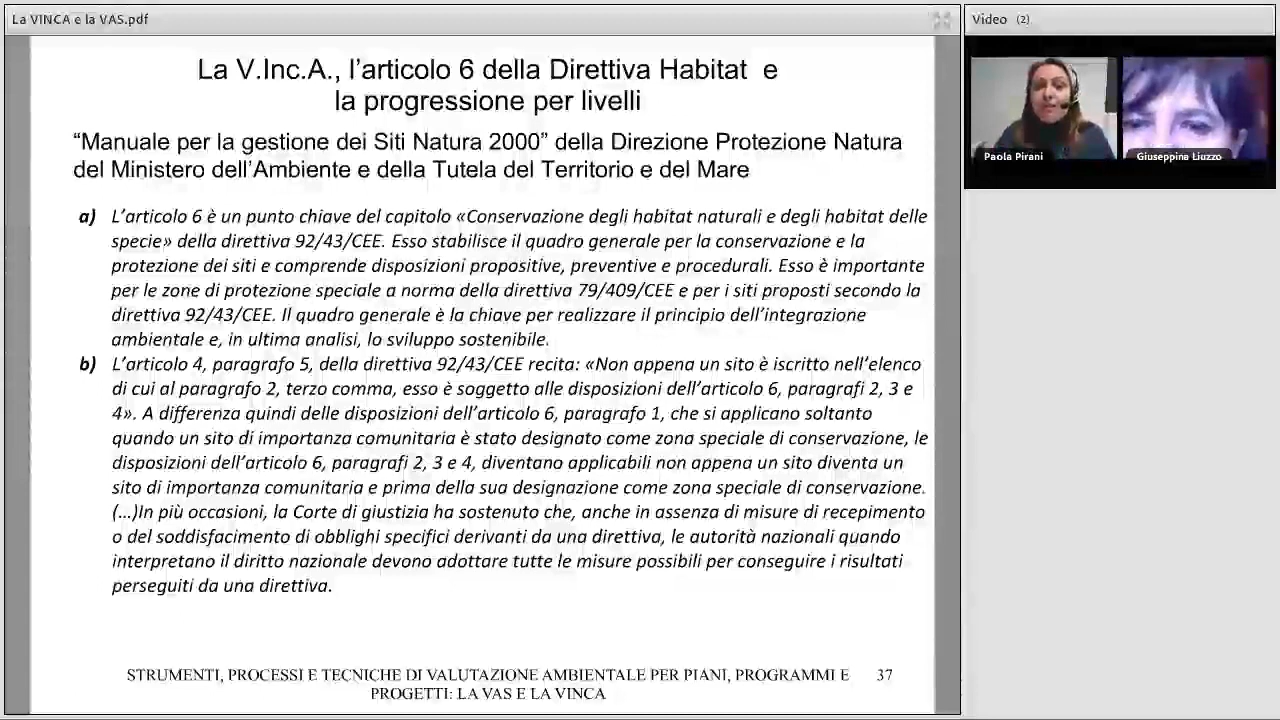 La VINCA e la VAS.pdf
Video (2)
La V.Inc.A., l'articolo 6 della Direttiva Habitat e
la progressione per livelli
“Manuale per la gestione dei Siti Natura 2000” della Direzione Protezione Natura
del Ministero dell'Ambiente e della Tutela del Territorio e del Mare
a) L'articolo 6 è un punto chiave del capitolo «Conservazione degli habitat naturali e degli habitat delle
specie» della direttiva 92/43/CEE. Esso stabilisce il quadro generale per la conservazione e la
protezione dei siti e comprende disposizioni propositive, preventive e procedurali. Esso è importante
per le zone di protezione speciale a norma della direttiva 79/409/CEE e per i siti proposti secondo la
direttiva 92/43/CEE. Il quadro generale è la chiave per realizzare il principio dell'integrazione
ambientale e, in ultima analisi, lo sviluppo sostenibile.
b) L'articolo 4, paragrafo 5, della direttiva 92/43/CEE recita: «Non appena un sito è iscritto nell'elenco
di cui al paragrafo 2, terzo comma, esso è soggetto alle disposizioni dell'articolo 6, paragrafi 2, 3 e
4». A differenza quindi delle disposizioni dell'articolo 6, paragrafo 1, che si applicano soltanto
quando un sito di importanza comunitaria è stato designato come zona speciale di conservazione, le
disposizioni dell'articolo 6, paragrafi 2, 3 e 4, diventano applicabili non appena un sito diventa un
sito di importanza comunitaria e prima della sua designazione come zona speciale di conservazione.
(…)In più occasioni, la Corte di giustizia ha sostenuto che, anche in assenza di misure di recepimento
o del soddisfacimento di obblighi specifici derivanti da una direttiva, le autorità nazionali quando
interpretano il diritto nazionale devono adottare tutte le misure possibili per conseguire i risultati
perseguiti da una direttiva.
STRUMENTI, PROCESSI E TECNICHE DI VALUTAZIONE AMBIENTALE PER PIANI, PROGRAMMI E
PROGETTI: LA VAS E LA VINCA
37
Paola Pirani
Giuseppina Liuzzo